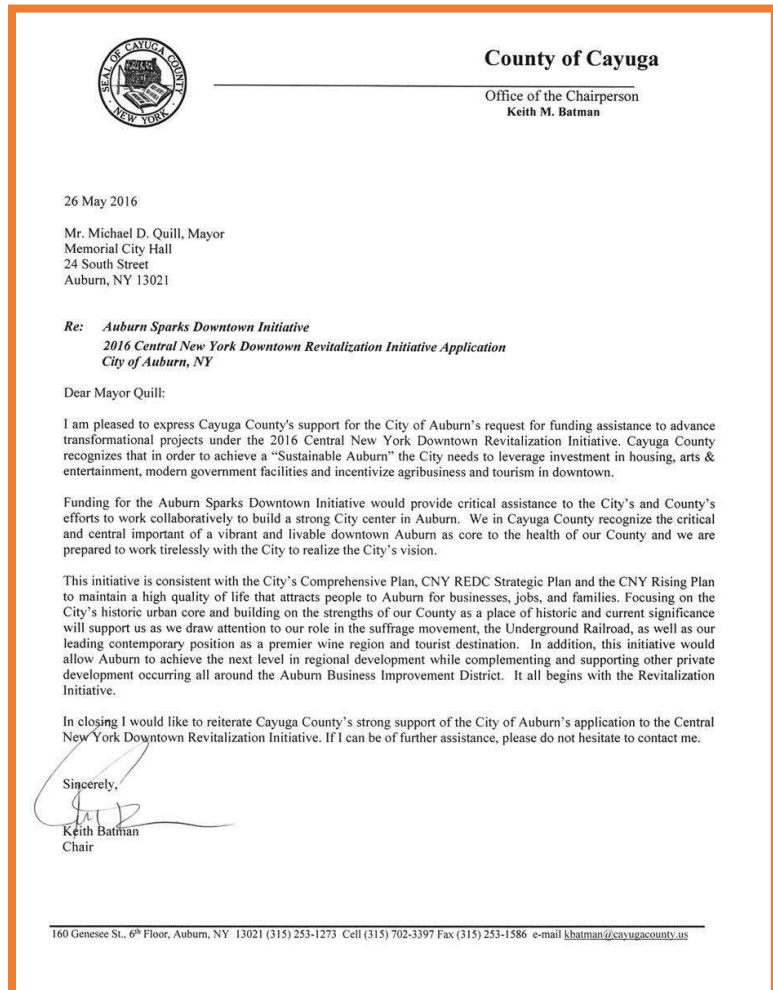 SEAL OF CAYUGA COUNTY
NEW YORK
County of Cayuga
Office of the Chairperson
Keith M. Batman
26 May 2016
Mr. Michael D. Quill, Mayor
Memorial City Hall
24 South Street
Auburn, NY 13021
Re: Auburn Sparks Downtown Initiative
2016 Central New York Downtown Revitalization Initiative Application
City of Auburn, NY
Dear Mayor Quill:
I am pleased to express Cayuga County's support for the City of Auburn's request for funding assistance to advance
transformational projects under the 2016 Central New York Downtown Revitalization Initiative. Cayuga County
recognizes that in order to achieve a “Sustainable Auburn” the City needs to leverage investment in housing, arts &
entertainment, modern government facilities and incentivize agribusiness and tourism in downtown.
Funding for the Auburn Sparks Downtown Initiative would provide critical assistance to the City's and County's
efforts to work collaboratively to build a strong City center in Auburn. We in Cayuga County recognize the critical
and central important of a vibrant and livable downtown Auburn as core to the health of our County and we are
prepared to work tirelessly with the City to realize the City's vision.
This initiative is consistent with the City's Comprehensive Plan, CNY REDC Strategic Plan and the CNY Rising Plan
to maintain a high quality of life that attracts people to Auburn for businesses, jobs, and families. Focusing on the
City's historic urban core and building on the strengths of our County as a place of historic and current significance
will support us as we draw attention to our role in the suffrage movement, the Underground Railroad, as well as our
leading contemporary position as a premier wine region and tourist destination. In addition, this initiative would
allow Auburn to achieve the next level in regional development while complementing and supporting other private
development occurring all around the Auburn Business Improvement District. It all begins with the Revitalization
Initiative.
In closing I would like to reiterate Cayuga County's strong support of the City of Auburn's application to the Central
New York Downtown Revitalization Initiative. If I can be of further assistance, please do not hesitate to contact me.
Sincerely,
Keith Batman
Chair
160 Genesee St., 6th Floor, Auburn, NY 13021 (315) 253-1273 Cell (315) 702-3397 Fax (315) 253-1586 e-mail kbatman@cayugacounty.us